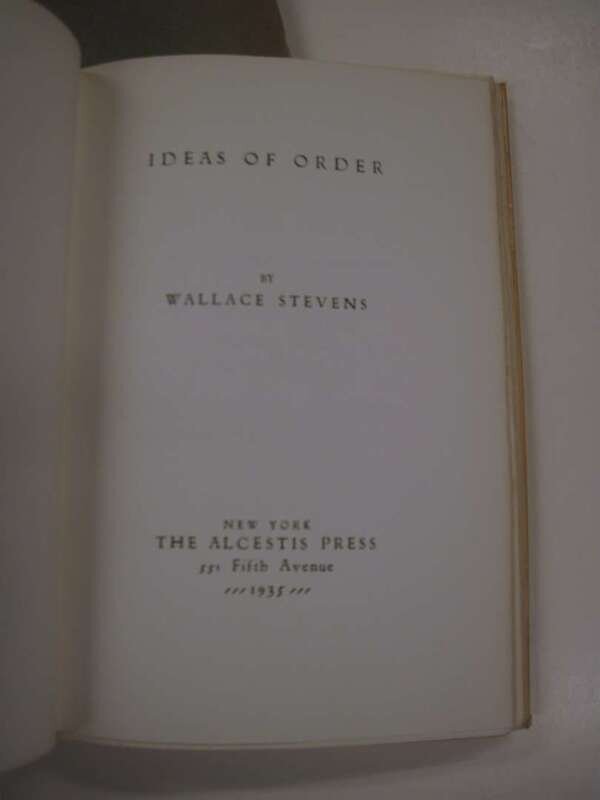 IDEAS OF ORDER
BY
WALLACE STEVENS
NEW YORK
THE ALCESTIS PRESS
551 Fifth Avenue
///1935///